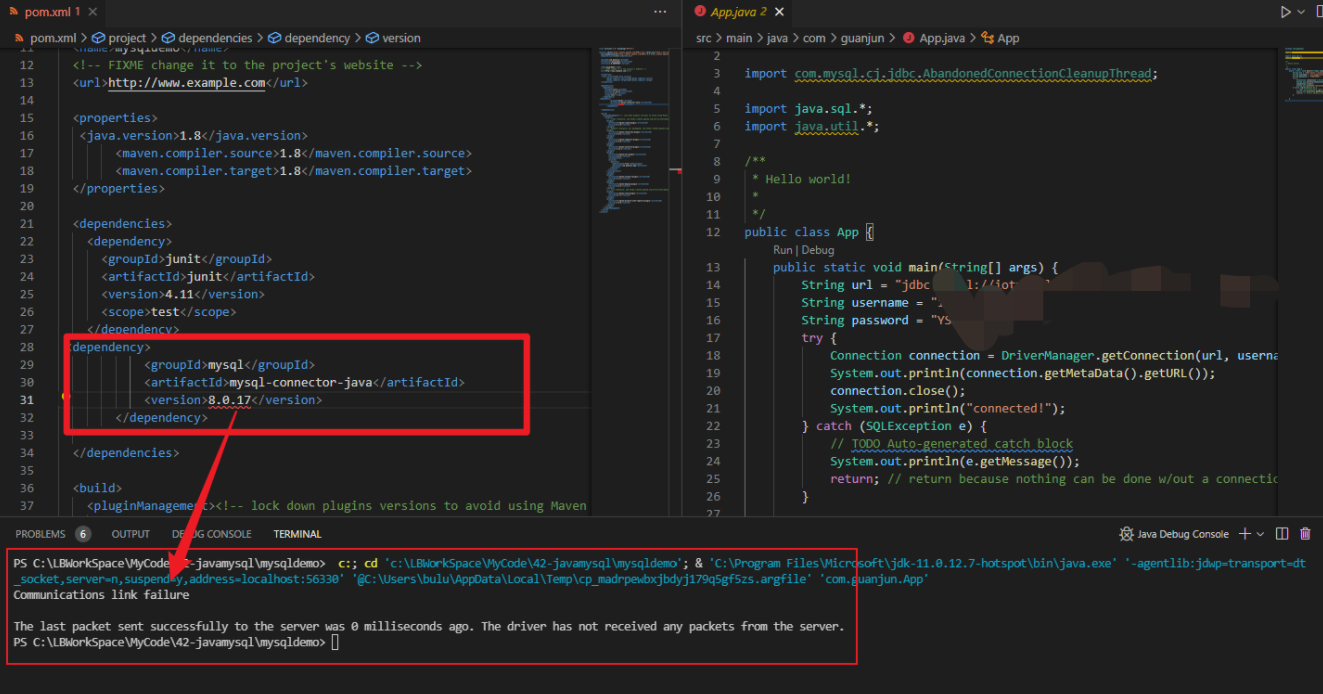 pom.xml 1
pom.xml > project > dependencies > dependency > version
11 <name>mysqldemo</name>
12 <!-- FIXME change it to the project's website -->
13 <url>http://www.example.com</url>
14
15 <properties>
16 <java.version>1.8</java.version>
17 <maven.compiler.source>1.8</maven.compiler.source>
18 <maven.compiler.target>1.8</maven.compiler.target>
19 </properties>
20
21 <dependencies>
22 <dependency>
23 <groupId>junit</groupId>
24 <artifactId>junit</artifactId>
25 <version>4.11</version>
26 <scope>test</scope>
27 </dependency>
28 dependency>
29 <groupId>mysql</groupId>
30 <artifactId>mysql-connector-java</artifactId>
31 <version>8.0.17</version>
32 </dependency>
33
34 </dependencies>
35
36 <build>
37 <pluginManagement><!-- lock down plugins versions to avoid using Maven
App.java 2
src > main > java > com > guanjun > App.java > App
2
3 import com.mysql.cj.jdbc.AbandonedConnectionCleanupThread;
4
5 import java.sql.*;
6 import java.util.*;
7
8 /**
9 * Hello world!
10 *
11 */
12 public class App {
Run | Debug
13 public static void main(String[] args) {
14 String url = "jdbc l://iot
15 String username = "
16 String password = "YS
17 try {
18 Connection connection = DriverManager.getConnection(url, userna
19 System.out.println(connection.getMetaData().getURL());
20 connection.close();
21 System.out.println("connected!");
22 } catch (SQLException e) {
23 // TODO Auto-generated catch block
24 System.out.println(e.getMessage());
25 return; // return because nothing can be done w/out a connectio
26 }
27
PROBLEMS 6 OUTPUT DEBUG CONSOLE TERMINAL
Java Debug Console
PS C:\LBWorkSpace\MyCode\42-javamysql\mysqldemo> c:; cd 'c:\LBWorkSpace\MyCode\42-javamysql\mysqldemo'; & 'C:\Program Files\Microsoft\jdk-11.0.12.7-hotspot\bin\java.exe' '-agentlib:jdwp=transport=dt
_socket,server=n,suspend=y,address=localhost:56330' '@C:\Users\bulu\AppData\Local\Temp\cp_madrpewbxjbdyj179q5gf5zs.argfile' 'com.guanjun.App'
Communications link failure
The last packet sent successfully to the server was 0 milliseconds ago. The driver has not received any packets from the server.
PS C:\LBWorkSpace\MyCode\42-javamysql\mysqldemo>